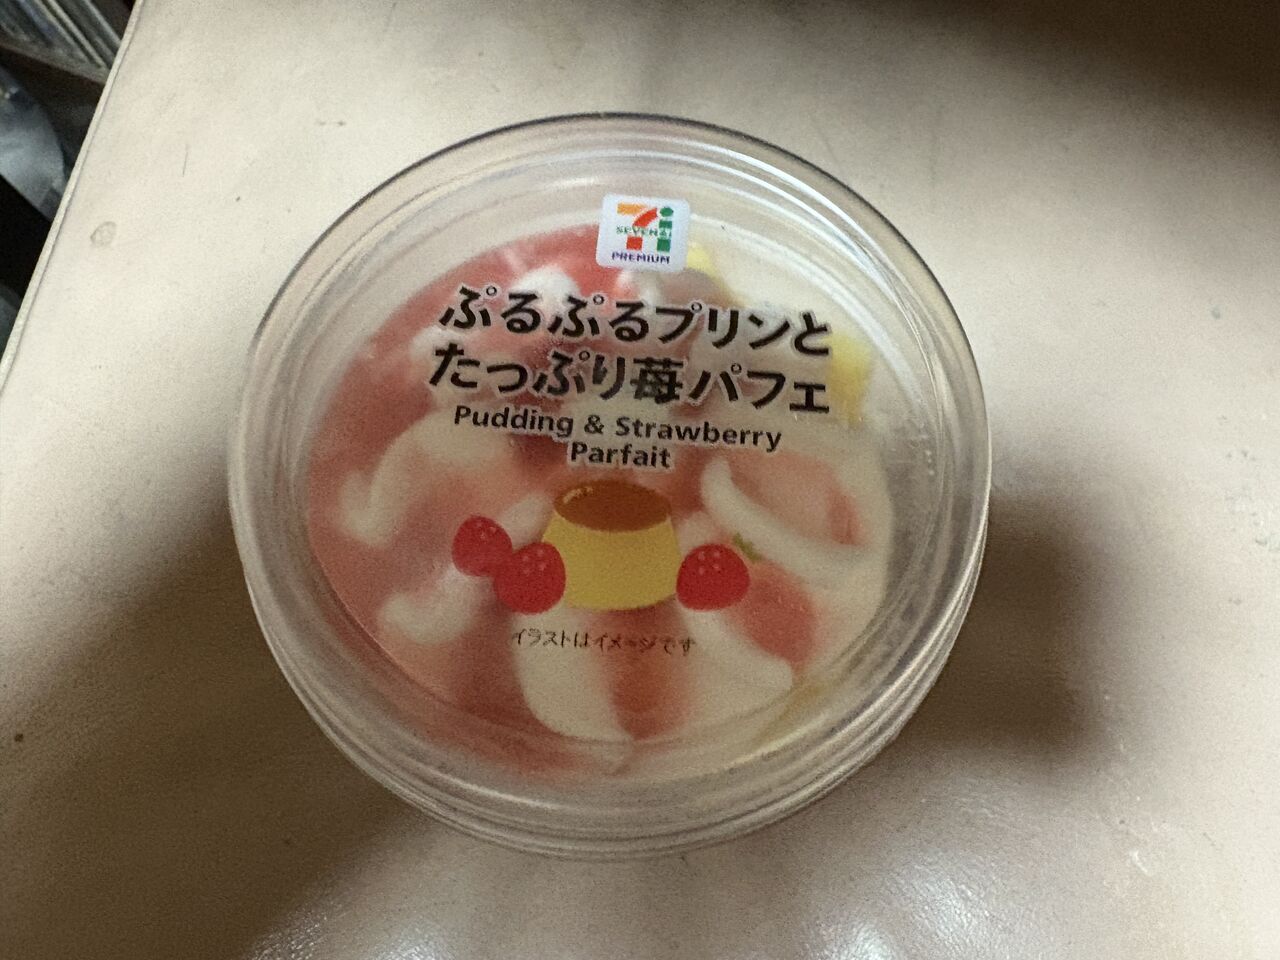 SEVEN&i
PREMIUM
ぷるぷるプリンと
たっぷり苺パフェ
Pudding & Strawberry
Parfait
イラストはイメージです